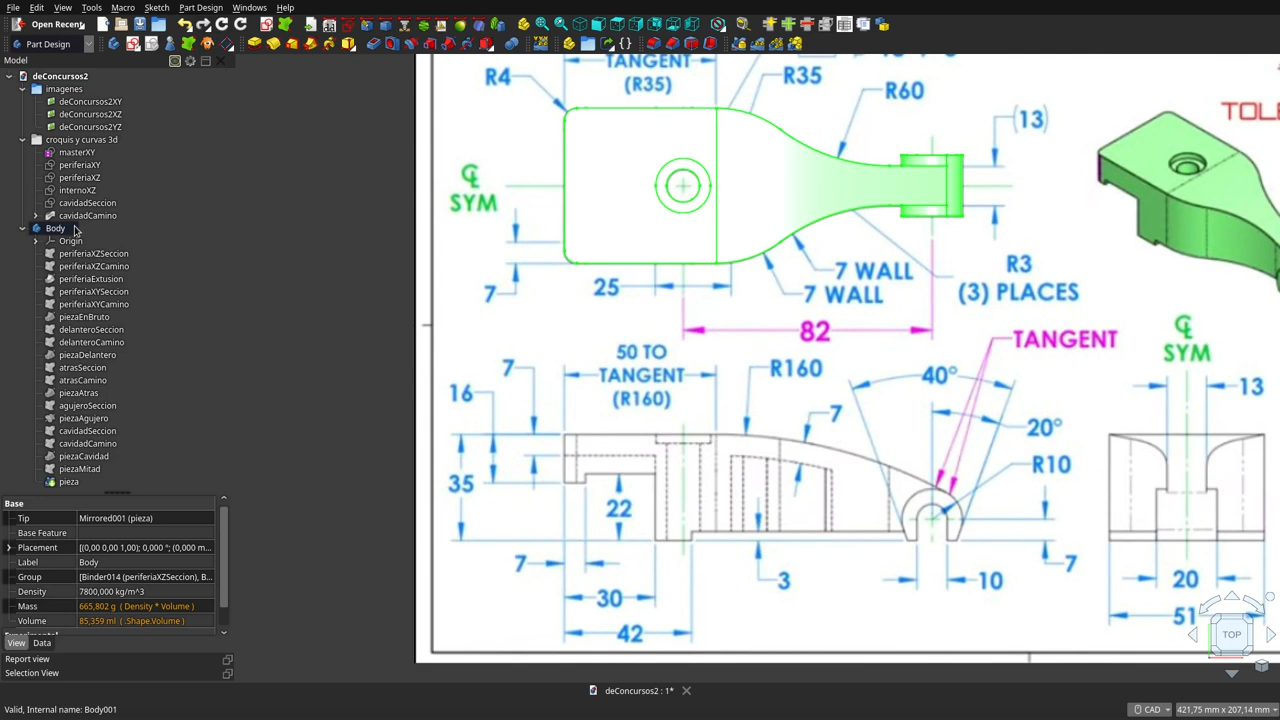 File Edit View Tools Macro Sketch Part Design Windows Help
Open Recent
Part Design
Model
deConcursos2
imagenes
deConcursos2XY
deConcursos2XZ
deConcursos2YZ
croquis y curvas 3d
masterXY
periferiaXY
periferiaXZ
internoXZ
cavidadSeccion
cavidadCamino
Body
Origin
periferiaXZSeccion
periferiaXZCamino
periferiaExtusion
periferiaXYSeccion
periferiaXYCamino
piezaEnBruto
delanteroSeccion
delanteroCamino
piezaDelantero
atrasSeccion
atrasCamino
piezaAtras
agujeroSeccion
piezaAgujero
cavidadSeccion
cavidadCamino
piezaCavidad
piezaMitad
pieza
Base
Tip Mirrored001 (pieza)
Base Feature
Placement [(0,00 0,00 1,00); 0,000 °; (0,000 m...
Label Body
Group [Binder014 (periferiaXZSeccion), B...
Density 7800,000 kg/m^3
Mass 665,802 g ( Density * Volume )
Volume 85,359 ml ( .Shape.Volume )
View Data
Report view
Selection View
TANGENT
(R35)
R4
R35
R60
(13)
TOLE
CL
SYM
7
25
7 WALL
7 WALL
R3
(3) PLACES
82
TANGENT
CL
SYM
50 TO
TANGENT
(R160)
7
R160
40°
13
16
7
20°
R10
35
22
7
3
10
7
20
30
51
42
TOP
deConcursos2 : 1*
Valid, Internal name: Body001
CAD
421,75 mm x 207,14 mm